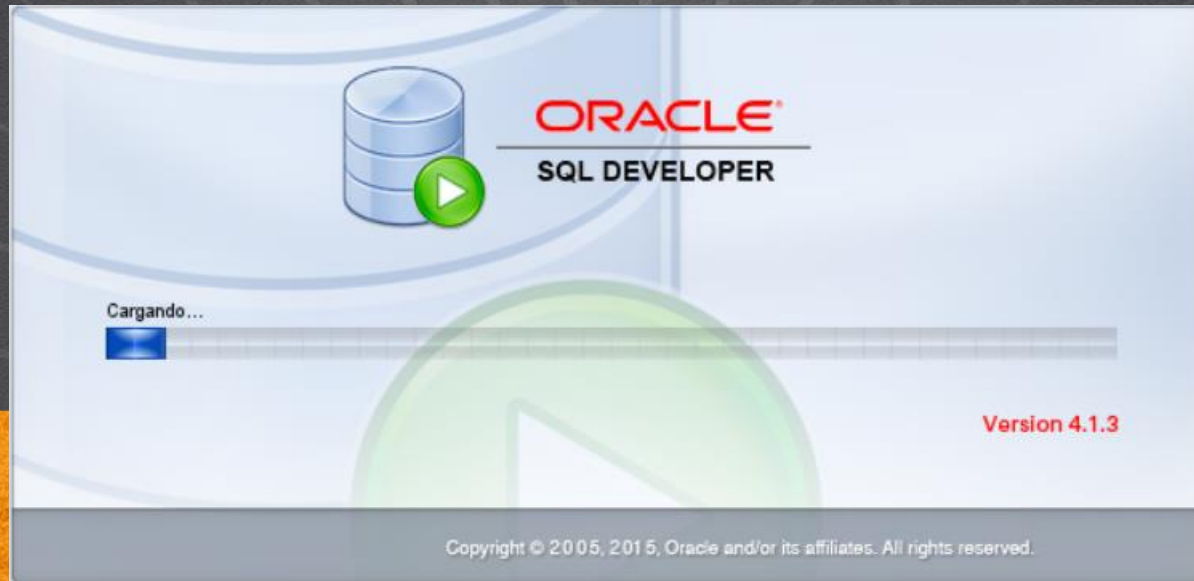 ORACLE®
SQL DEVELOPER
Cargando...
Version 4.1.3
Copyright © 2005, 2015, Oracle and/or its affiliates. All rights reserved.